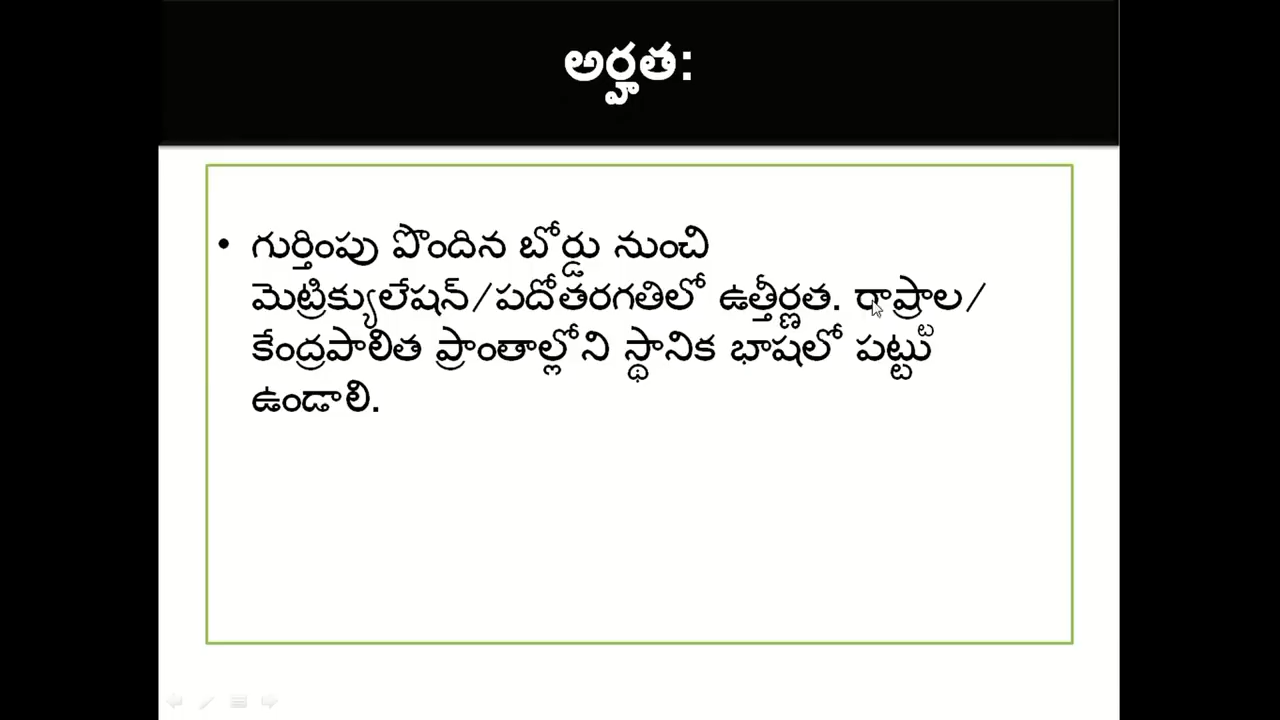 అర్హత:
• గుర్తింపు పొందిన బోర్డు నుంచి
మెట్రిక్యులేషన్/పదోతరగతిలో ఉత్తీర్ణత. రాష్ట్రాల/
కేంద్రపాలిత ప్రాంతాల్లోని స్థానిక భాషలో పట్టు
ఉండాలి.